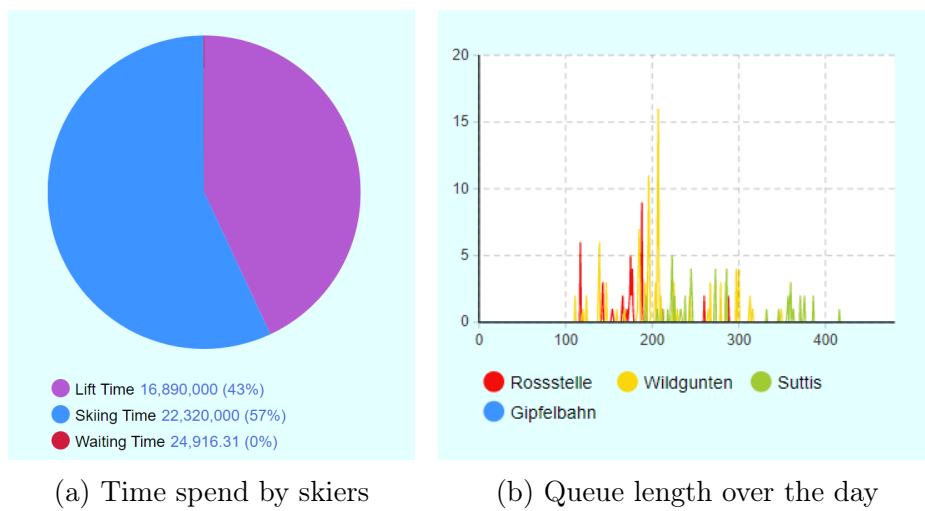 Lift Time 16,890,000 (43%)
Skiing Time 22,320,000 (57%)
Waiting Time 24,916.31 (0%)
(a) Time spend by skiers
20
15
10
5
0
0 100 200 300 400
Rossstelle Wildgunten Suttis
Gipfelbahn
(b) Queue length over the day